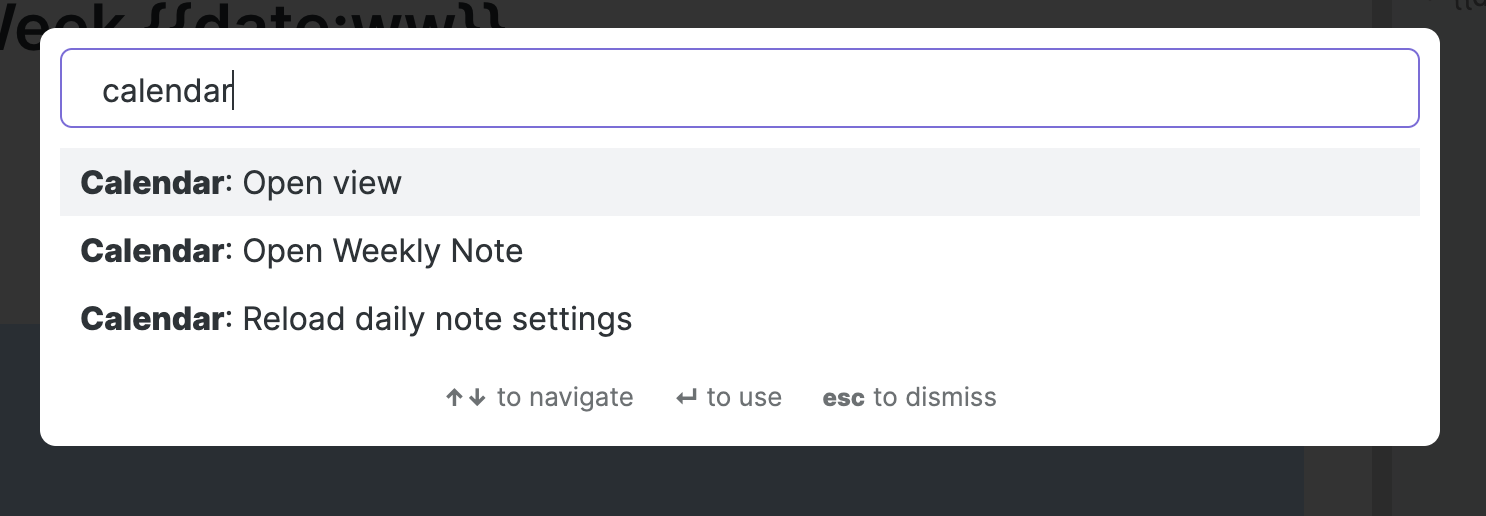 Week {{date:ww}}
calendar
Calendar: Open view
Calendar: Open Weekly Note
Calendar: Reload daily note settings
↑↓ to navigate ↵ to use esc to dismiss